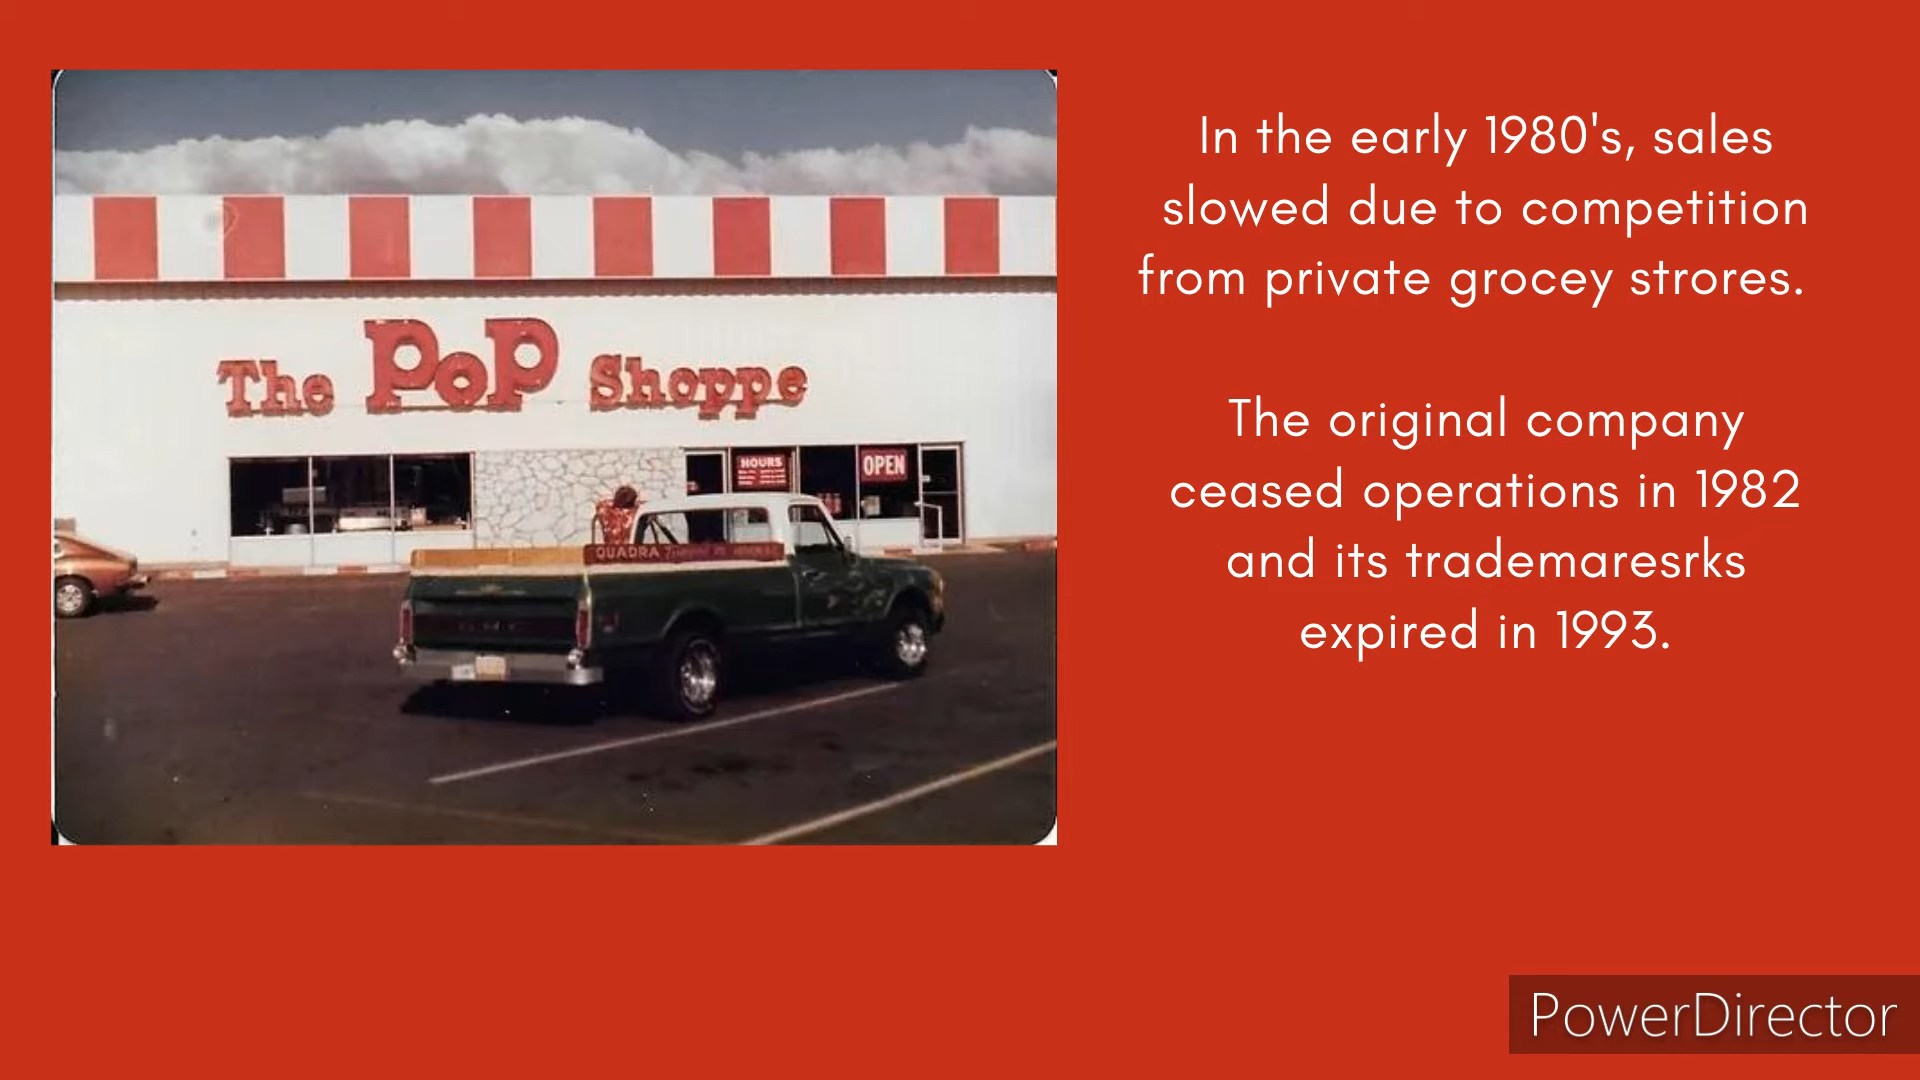 The PoP Shoppe
HOURS
OPEN
QUADRA
In the early 1980's, sales
slowed due to competition
from private grocey strores.
The original company
ceased operations in 1982
and its trademaresrks
expired in 1993.
PowerDirector